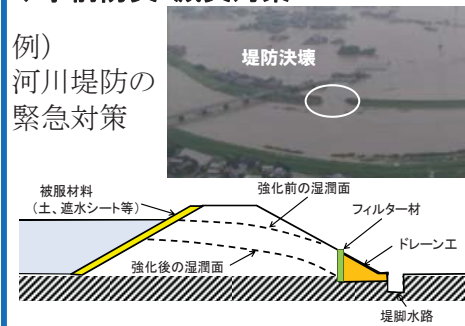 例）
河川堤防の
緊急対策
堤防決壊
被服材料
（土、遮水シート等）
強化前の湿潤面
フィルター材
ドレーン工
強化後の湿潤面
堤脚水路